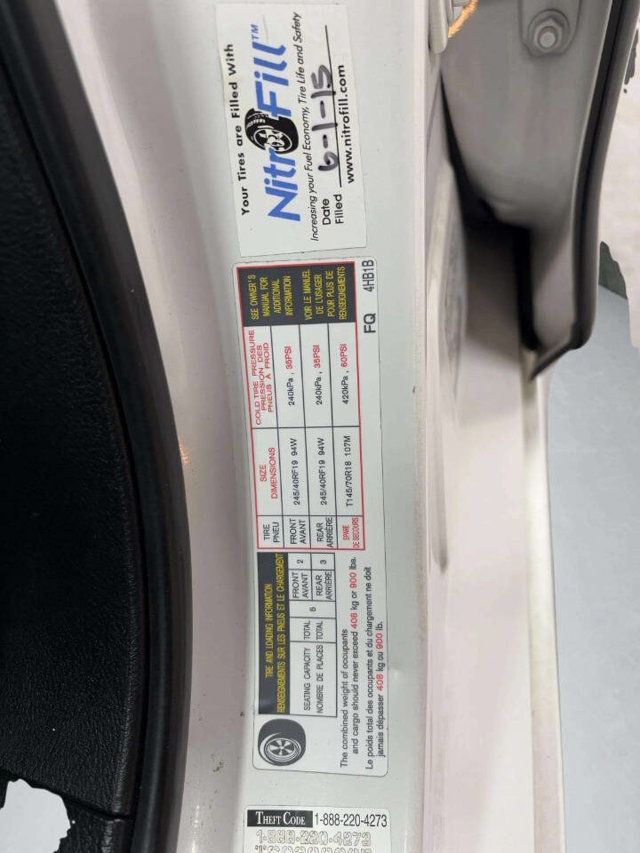 Your Tires are Filled With
NitroFill™
Increasing your Fuel Economy, Tire Life and Safety
Date
Filled 6-1-15
www.nitrofill.com
TIRE AND LOADING INFORMATION
RENSEIGNEMENTS SUR LES PNEUS ET LE CHARGEMENT
SEATING CAPACITY TOTAL 5 FRONT 2 REAR 3
NOMBRE DE PLACES TOTAL AVANT ARRIÈRE
The combined weight of occupants
and cargo should never exceed 408 kg or 900 lbs.
Le poids total des occupants et du chargement ne doit
jamais dépasser 408 kg ou 900 lb.
TIRE SIZE COLD TIRE PRESSURE
PNEU DIMENSIONS PRESSION DES
PNEUS À FROID
FRONT 245/40RF19 94W 240kPa , 35PSI
AVANT
REAR 245/40RF19 94W 240kPa , 35PSI
ARRIÈRE
SPARE T145/70R18 107M 420kPa , 60PSI
DE SECOURS
SEE OWNER'S
MANUAL FOR
ADDITIONAL
INFORMATION
VOIR LE MANUEL
DE L'USAGER
POUR PLUS DE
RENSEIGNEMENTS
FQ 4HB1B
THEFT CODE 1-888-220-4273
1-888-220-4273